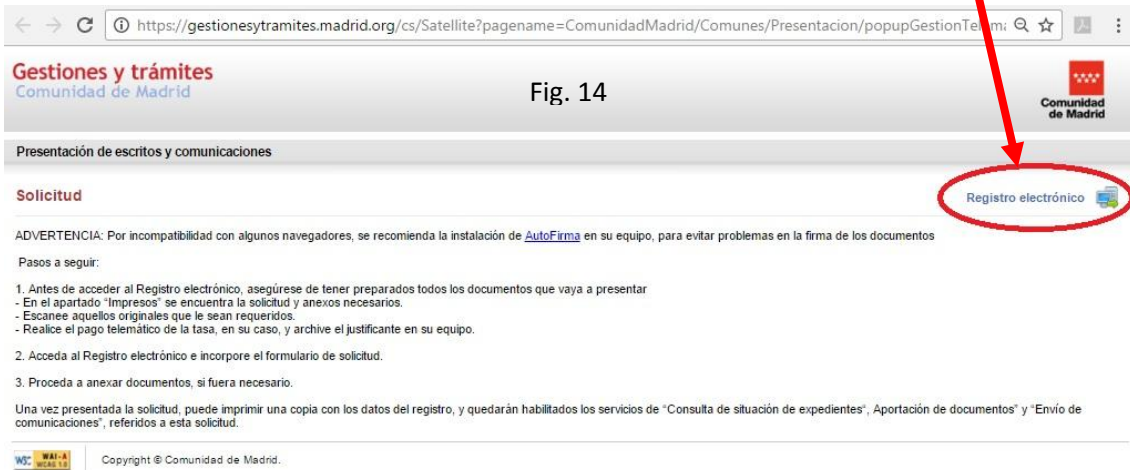 https://gestionesytramites.madrid.org/cs/Satellite?pagename=ComunidadMadrid/Comunes/Presentacion/popupGestionTelema
Gestiones y trámites
Comunidad de Madrid
Fig. 14
Comunidad
de Madrid
Presentación de escritos y comunicaciones
Solicitud
Registro electrónico
ADVERTENCIA: Por incompatibilidad con algunos navegadores, se recomienda la instalación de AutoFirma en su equipo, para evitar problemas en la firma de los documentos
Pasos a seguir:
1. Antes de acceder al Registro electrónico, asegúrese de tener preparados todos los documentos que vaya a presentar
- En el apartado "Impresos" se encuentra la solicitud y anexos necesarios.
- Escanee aquellos originales que le sean requeridos.
- Realice el pago telemático de la tasa, en su caso, y archive el justificante en su equipo.
2. Acceda al Registro electrónico e incorpore el formulario de solicitud.
3. Proceda a anexar documentos, si fuera necesario.
Una vez presentada la solicitud, puede imprimir una copia con los datos del registro, y quedarán habilitados los servicios de "Consulta de situación de expedientes", Aportación de documentos" y "Envío de
comunicaciones", referidos a esta solicitud.
W3C WAI-A
WCAG 1.0
Copyright © Comunidad de Madrid.